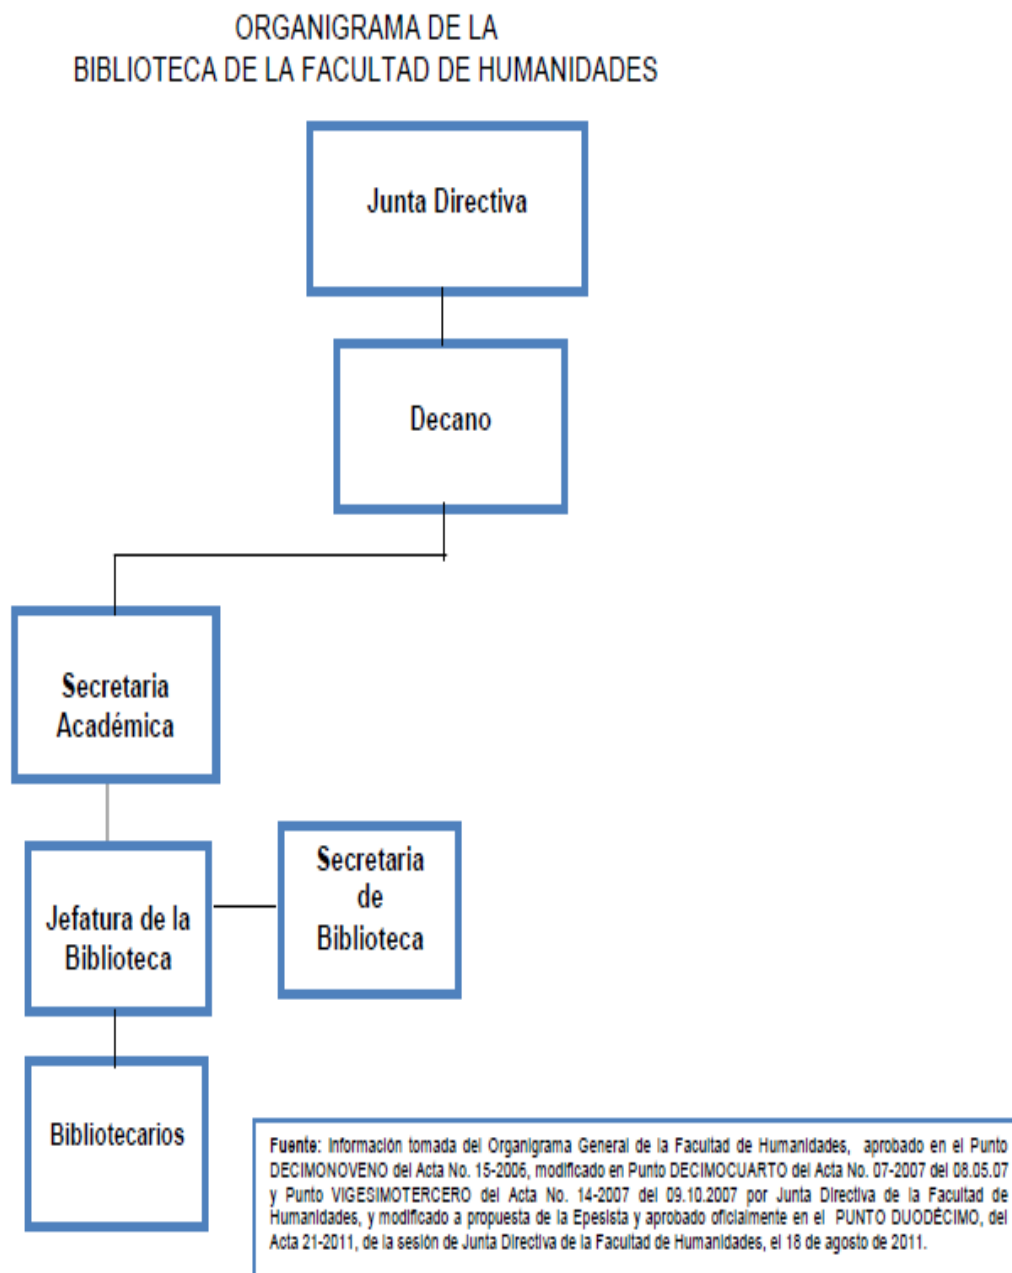 ORGANIGRAMA DE LA
BIBLIOTECA DE LA FACULTAD DE HUMANIDADES
Junta Directiva
Decano
Secretaria
Académica
Secretaria
de
Biblioteca
Jefatura de la
Biblioteca
Bibliotecarios
Fuente: Información tomada del Organigrama General de la Facultad de Humanidades, aprobado en el Punto
DECIMONOVENO del Acta No. 15-2006, modificado en Punto DECIMOCUARTO del Acta No. 07-2007 del 08.05.07
y Punto VIGESIMOTERCERO del Acta No. 14-2007 del 09.10.2007 por Junta Directiva de la Facultad de
Humanidades, y modificado a propuesta de la Epesista y aprobado oficialmente en el PUNTO DUODÉCIMO, del
Acta 21-2011, de la sesión de Junta Directiva de la Facultad de Humanidades, el 18 de agosto de 2011.